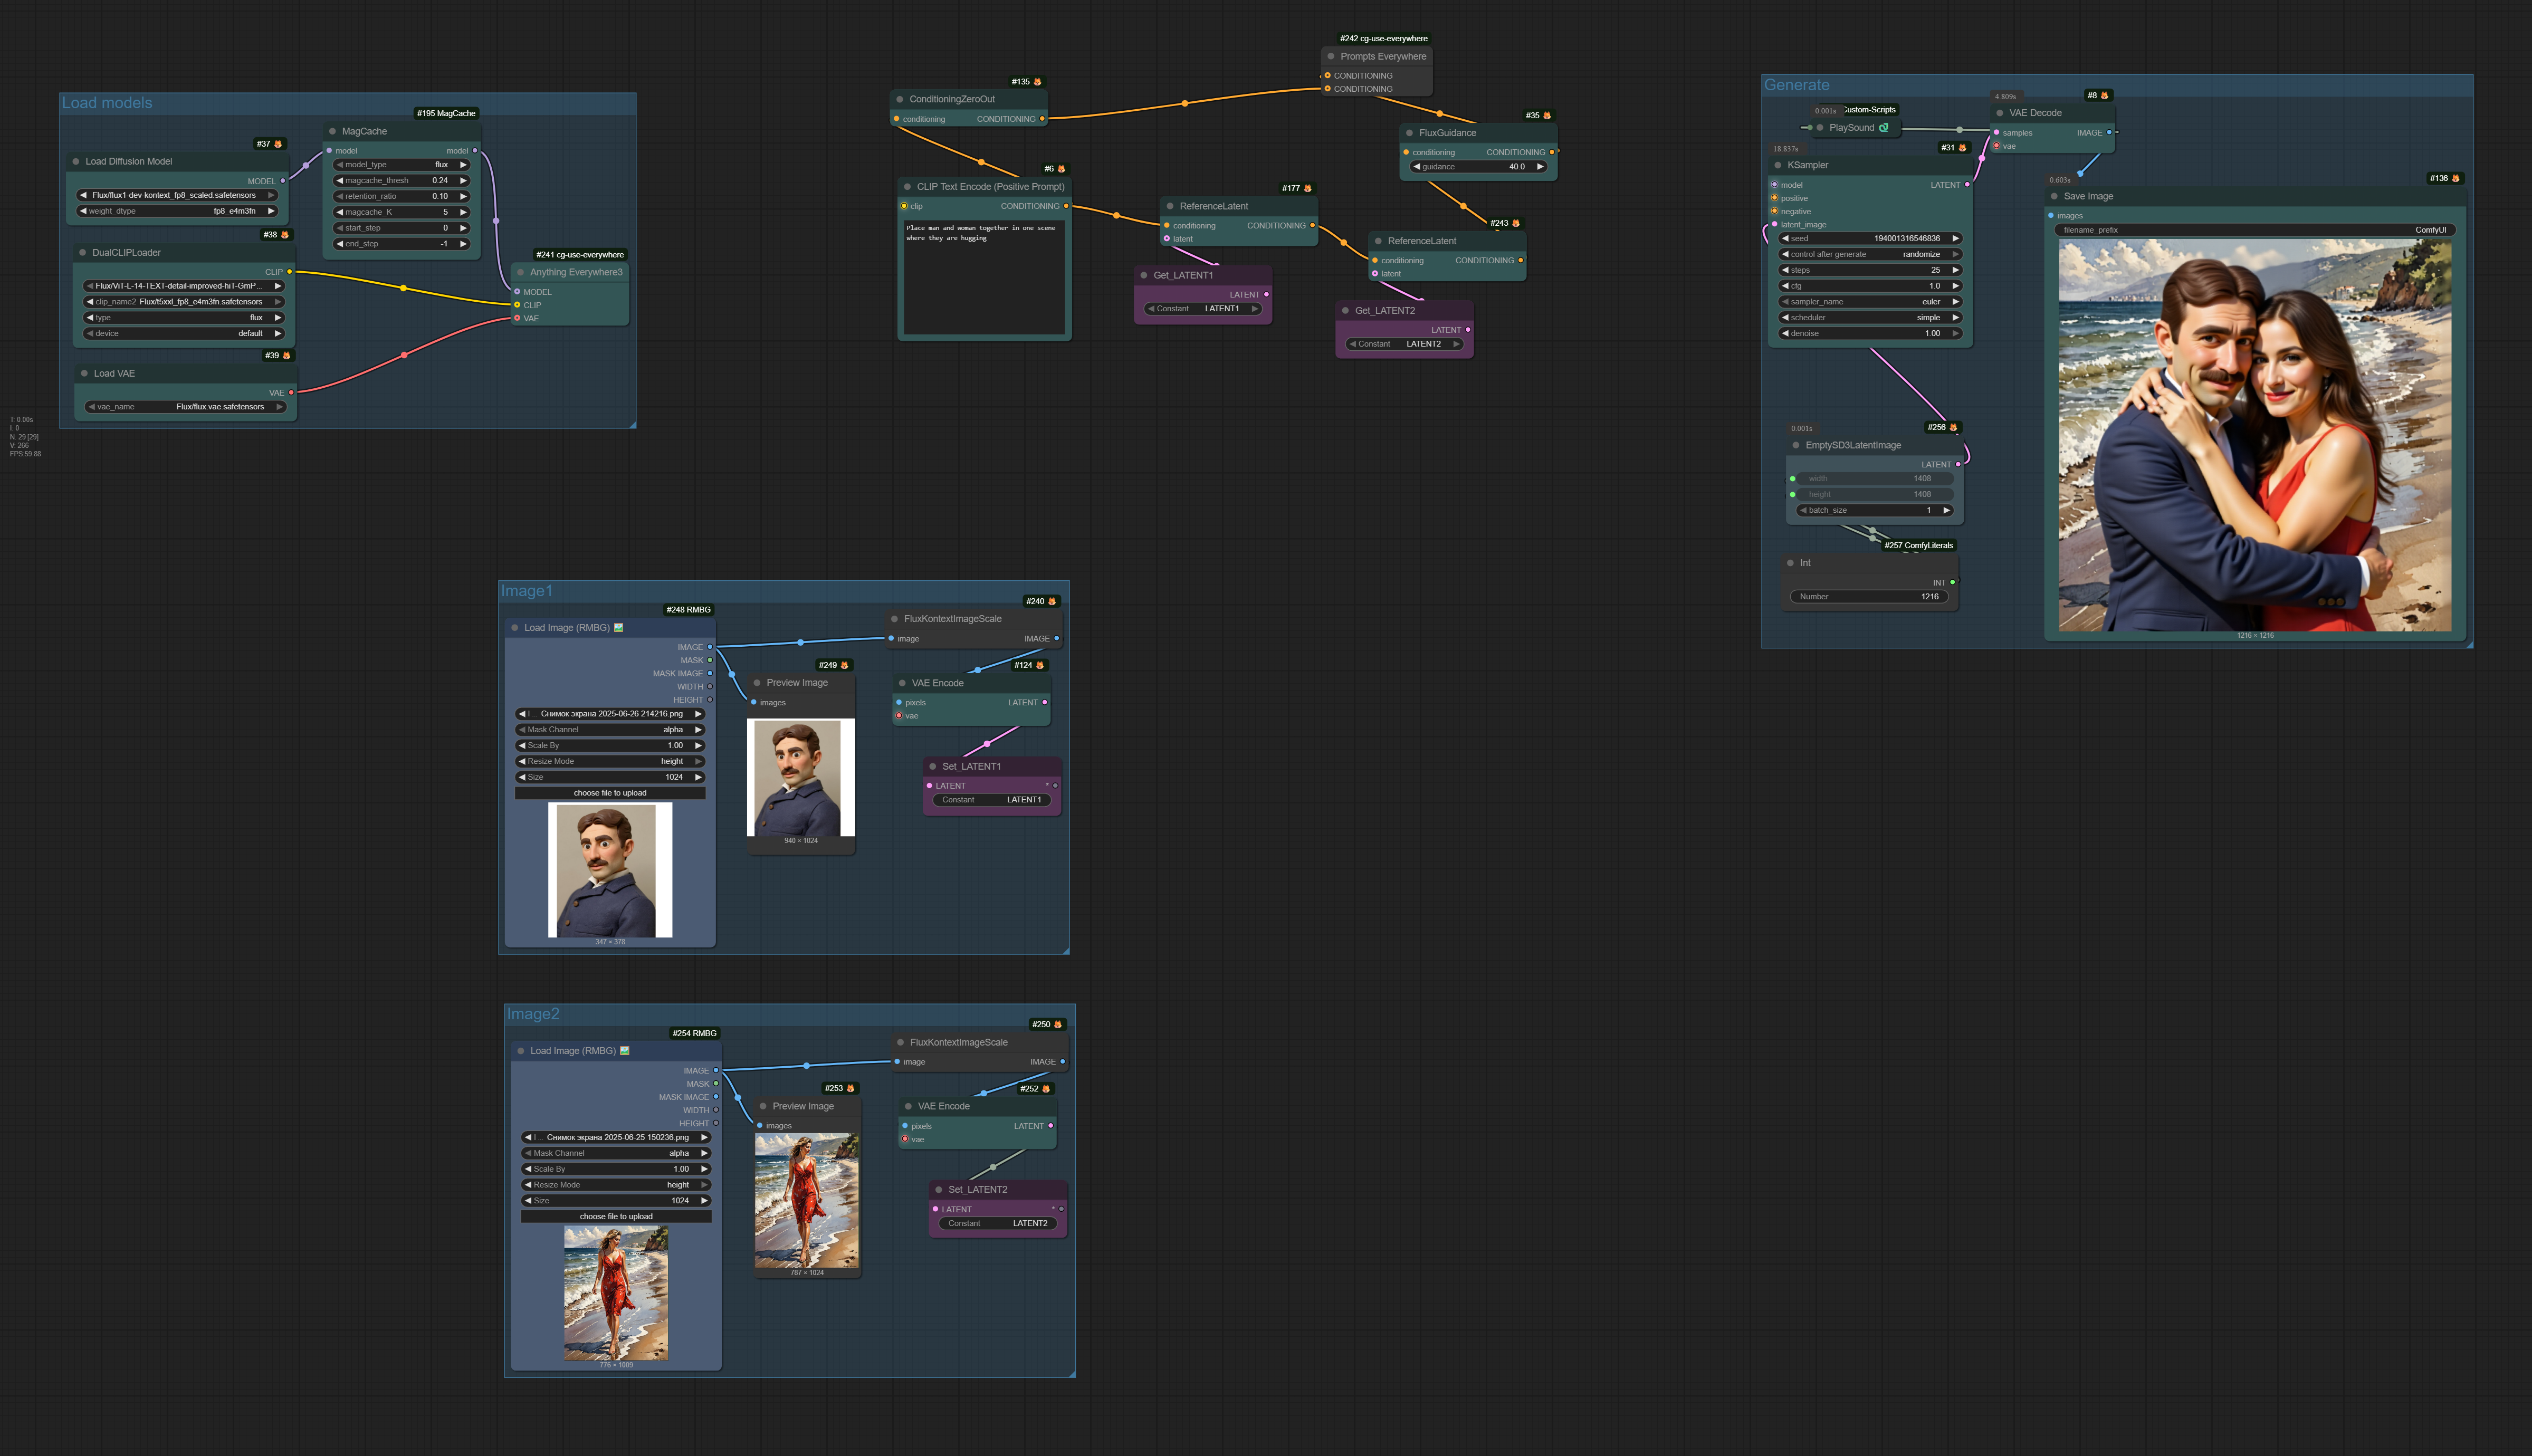 Load models
#37
Load Diffusion Model
MODEL
Flux/flux1-dev-kontext_fp8_scaled.safetensors
weight_dtype fp8_e4m3fn
#195 MagCache
MagCache
model model
model_type flux
magcache_thresh 0.24
retention_ratio 0.10
magcache_K 5
start_step 0
end_step -1
#38
DualCLIPLoader
CLIP
Flux/ViT-L-14-TEXT-detail-improved-hiT-GmP...
clip_name2 Flux/t5xxl_fp8_e4m3fn.safetensors
type flux
device default
#241 cg-use-everywhere
Anything Everywhere3
MODEL
CLIP
VAE
#39
Load VAE
VAE
vae_name Flux/flux.vae.safetensors
T: 0.00s
I: 0
N: 29 [29]
V: 266
FPS:59.88
#135
ConditioningZeroOut
conditioning CONDITIONING
#242 cg-use-everywhere
Prompts Everywhere
CONDITIONING
CONDITIONING
#35
FluxGuidance
conditioning CONDITIONING
guidance 40.0
#6
CLIP Text Encode (Positive Prompt)
clip CONDITIONING
Place man and woman together in one scene
where they are hugging
#177
ReferenceLatent
conditioning CONDITIONING
latent
#243
ReferenceLatent
conditioning CONDITIONING
latent
Get_LATENT1
LATENT
Constant LATENT1
Get_LATENT2
LATENT
Constant LATENT2
Generate
0.001s Custom-Scripts
PlaySound
4.809s #8
VAE Decode
samples IMAGE
vae
18.837s #31
KSampler
model LATENT
positive
negative
latent_image
seed 194001316546836
control after generate randomize
steps 25
cfg 1.0
sampler_name euler
scheduler simple
denoise 1.00
0.603s #136
Save Image
images
filename_prefix ComfyUI
1216 × 1216
0.001s #256
EmptySD3LatentImage
LATENT
width 1408
height 1408
batch_size 1
#257 ComfyLiterals
Int
INT
Number 1216
Image1
#248 RMBG
Load Image (RMBG)
IMAGE
MASK
MASK IMAGE
WIDTH
HEIGHT
I... Снимок экрана 2025-06-26 214216.png
Mask Channel alpha
Scale By 1.00
Resize Mode height
Size 1024
choose file to upload
347 × 378
#249
Preview Image
images
940 × 1024
#240
FluxKontextImageScale
image IMAGE
#124
VAE Encode
pixels LATENT
vae
Set_LATENT1
LATENT *
Constant LATENT1
Image2
#254 RMBG
Load Image (RMBG)
IMAGE
MASK
MASK IMAGE
WIDTH
HEIGHT
I... Снимок экрана 2025-06-25 150236.png
Mask Channel alpha
Scale By 1.00
Resize Mode height
Size 1024
choose file to upload
776 × 1009
#253
Preview Image
images
787 × 1024
#250
FluxKontextImageScale
image IMAGE
#252
VAE Encode
pixels LATENT
vae
Set_LATENT2
LATENT *
Constant LATENT2